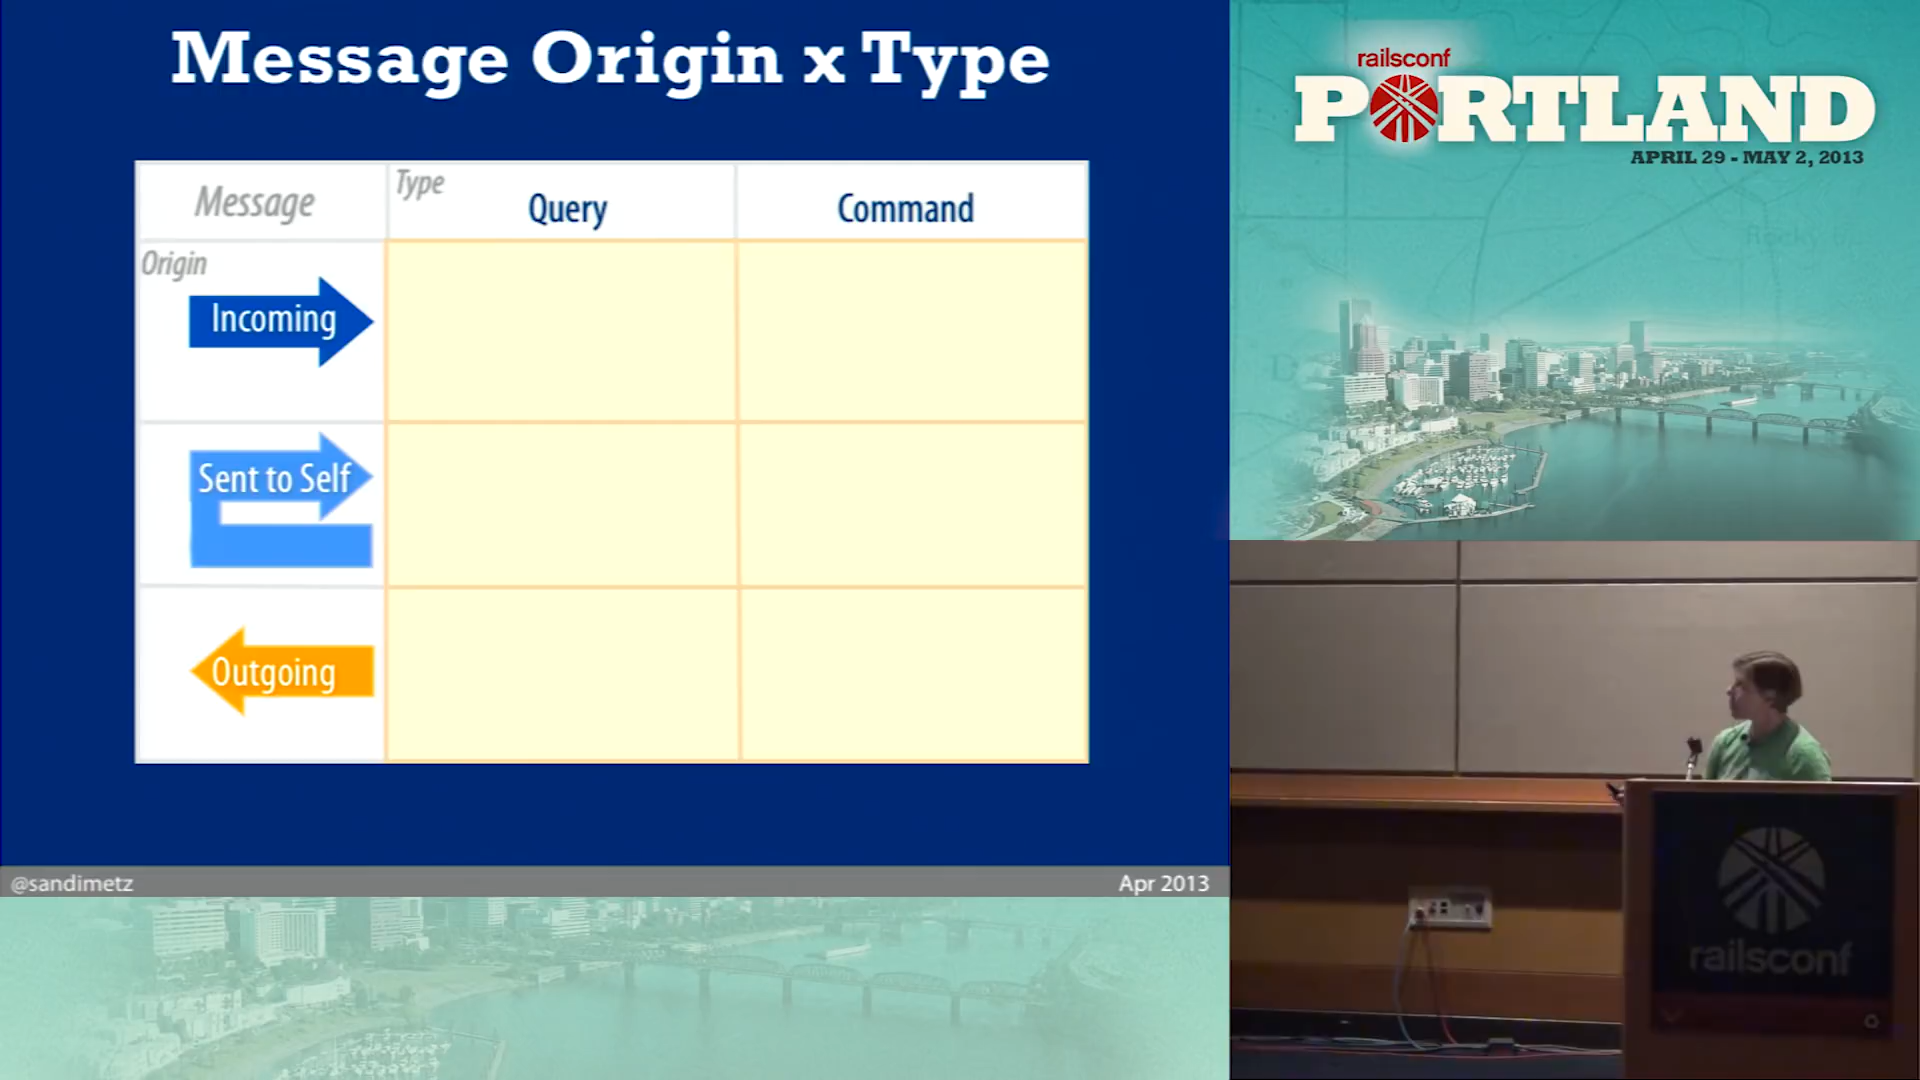 Message Origin x Type
Message
Type
Query
Command
Origin
Incoming
Sent to Self
Outgoing
@sandimetz
Apr 2013
railsconf
PORTLAND
APRIL 29 - MAY 2, 2013
railsconf